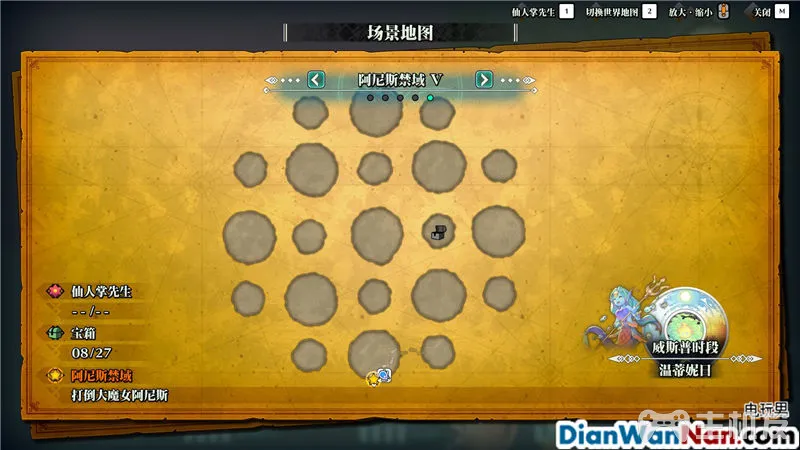 仙人掌先生 1 切换世界地图 2 放大·缩小 关闭 M
场景地图
阿尼斯禁域 V
仙人掌先生
--/--
宝箱
08/27
阿尼斯禁域
打倒大魔女阿尼斯
威斯普时段
温蒂妮日
电玩男
DianWanNan.com